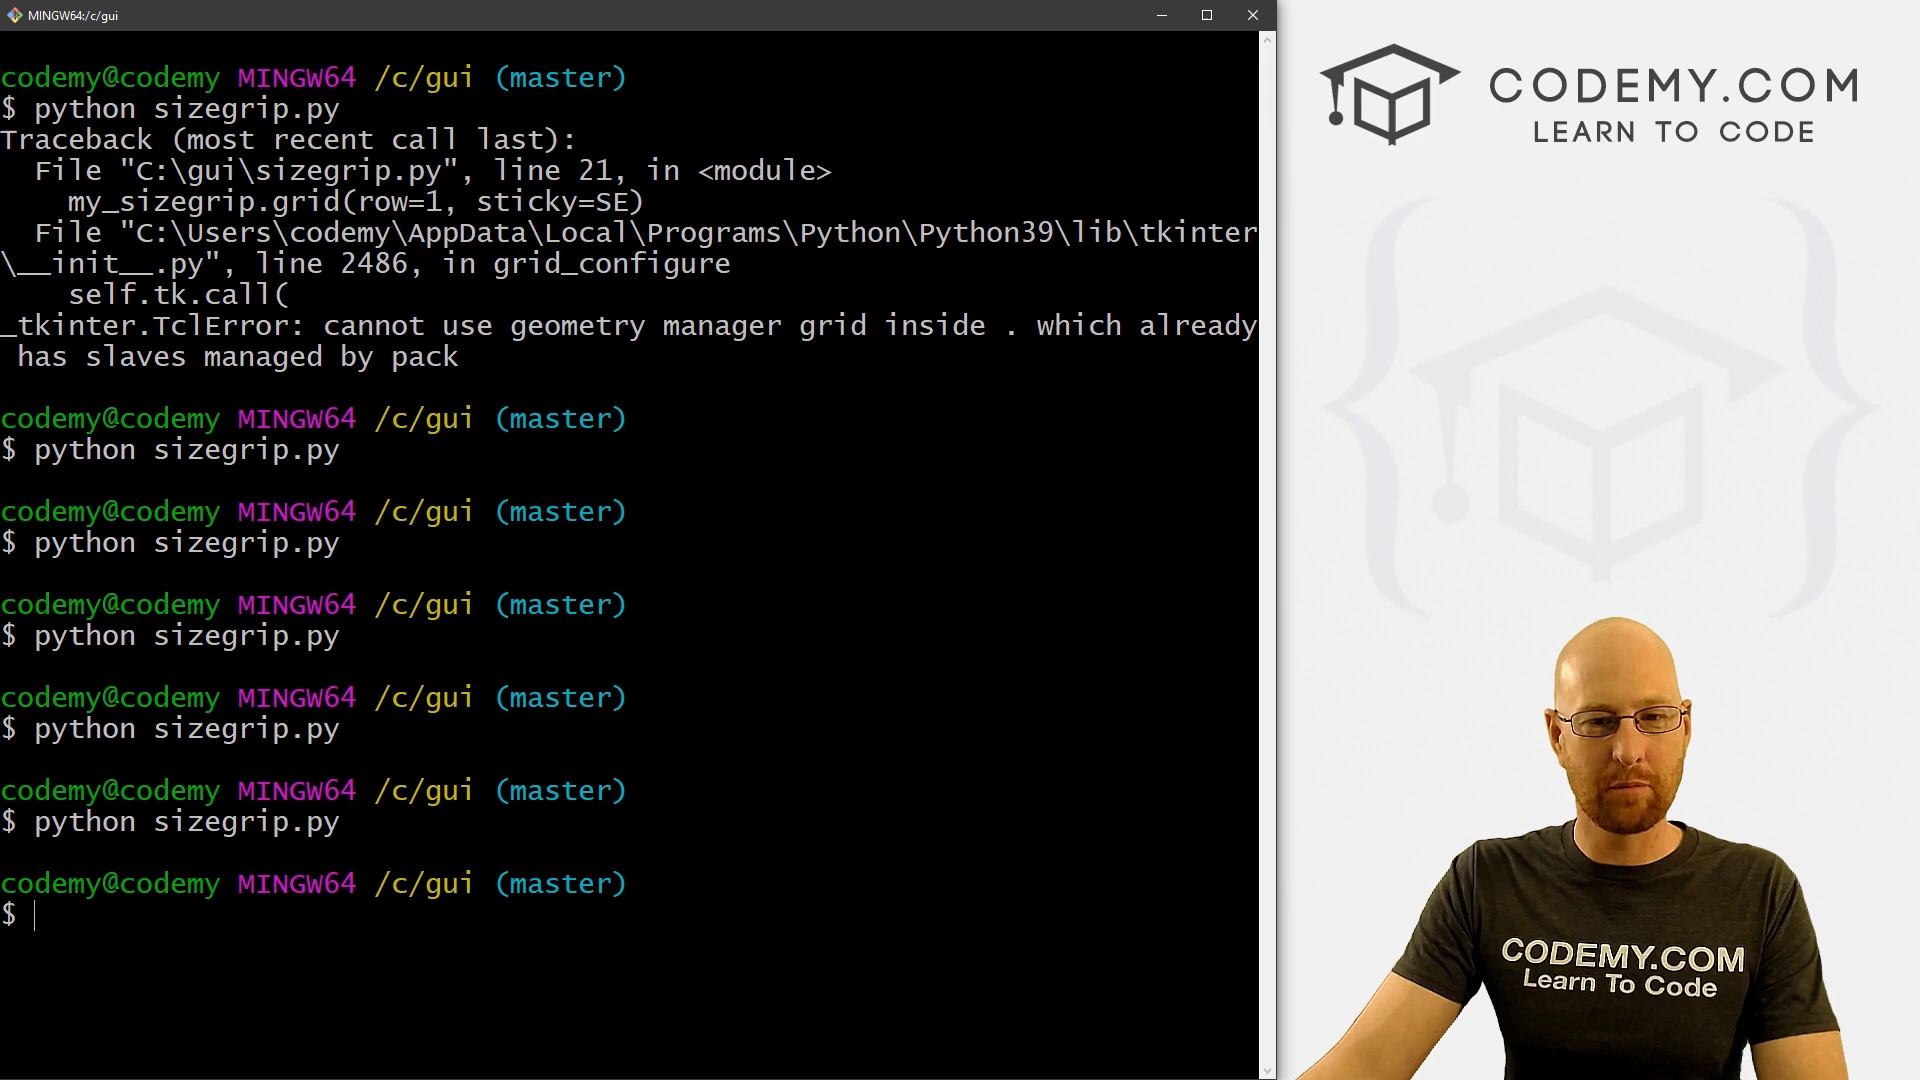 MINGW64:/c/gui
codemy@codemy MINGW64 /c/gui (master)
$ python sizegrip.py
Traceback (most recent call last):
  File "C:\gui\sizegrip.py", line 21, in <module>
    my_sizegrip.grid(row=1, sticky=SE)
  File "C:\Users\codemy\AppData\Local\Programs\Python\Python39\lib\tkinter
\__init__.py", line 2486, in grid_configure
    self.tk.call(
_tkinter.TclError: cannot use geometry manager grid inside . which already
 has slaves managed by pack
codemy@codemy MINGW64 /c/gui (master)
$ python sizegrip.py
codemy@codemy MINGW64 /c/gui (master)
$ python sizegrip.py
codemy@codemy MINGW64 /c/gui (master)
$ python sizegrip.py
codemy@codemy MINGW64 /c/gui (master)
$ python sizegrip.py
codemy@codemy MINGW64 /c/gui (master)
$ python sizegrip.py
codemy@codemy MINGW64 /c/gui (master)
$
CODEMY.COM
LEARN TO CODE
CODEMY.COM
Learn To Code